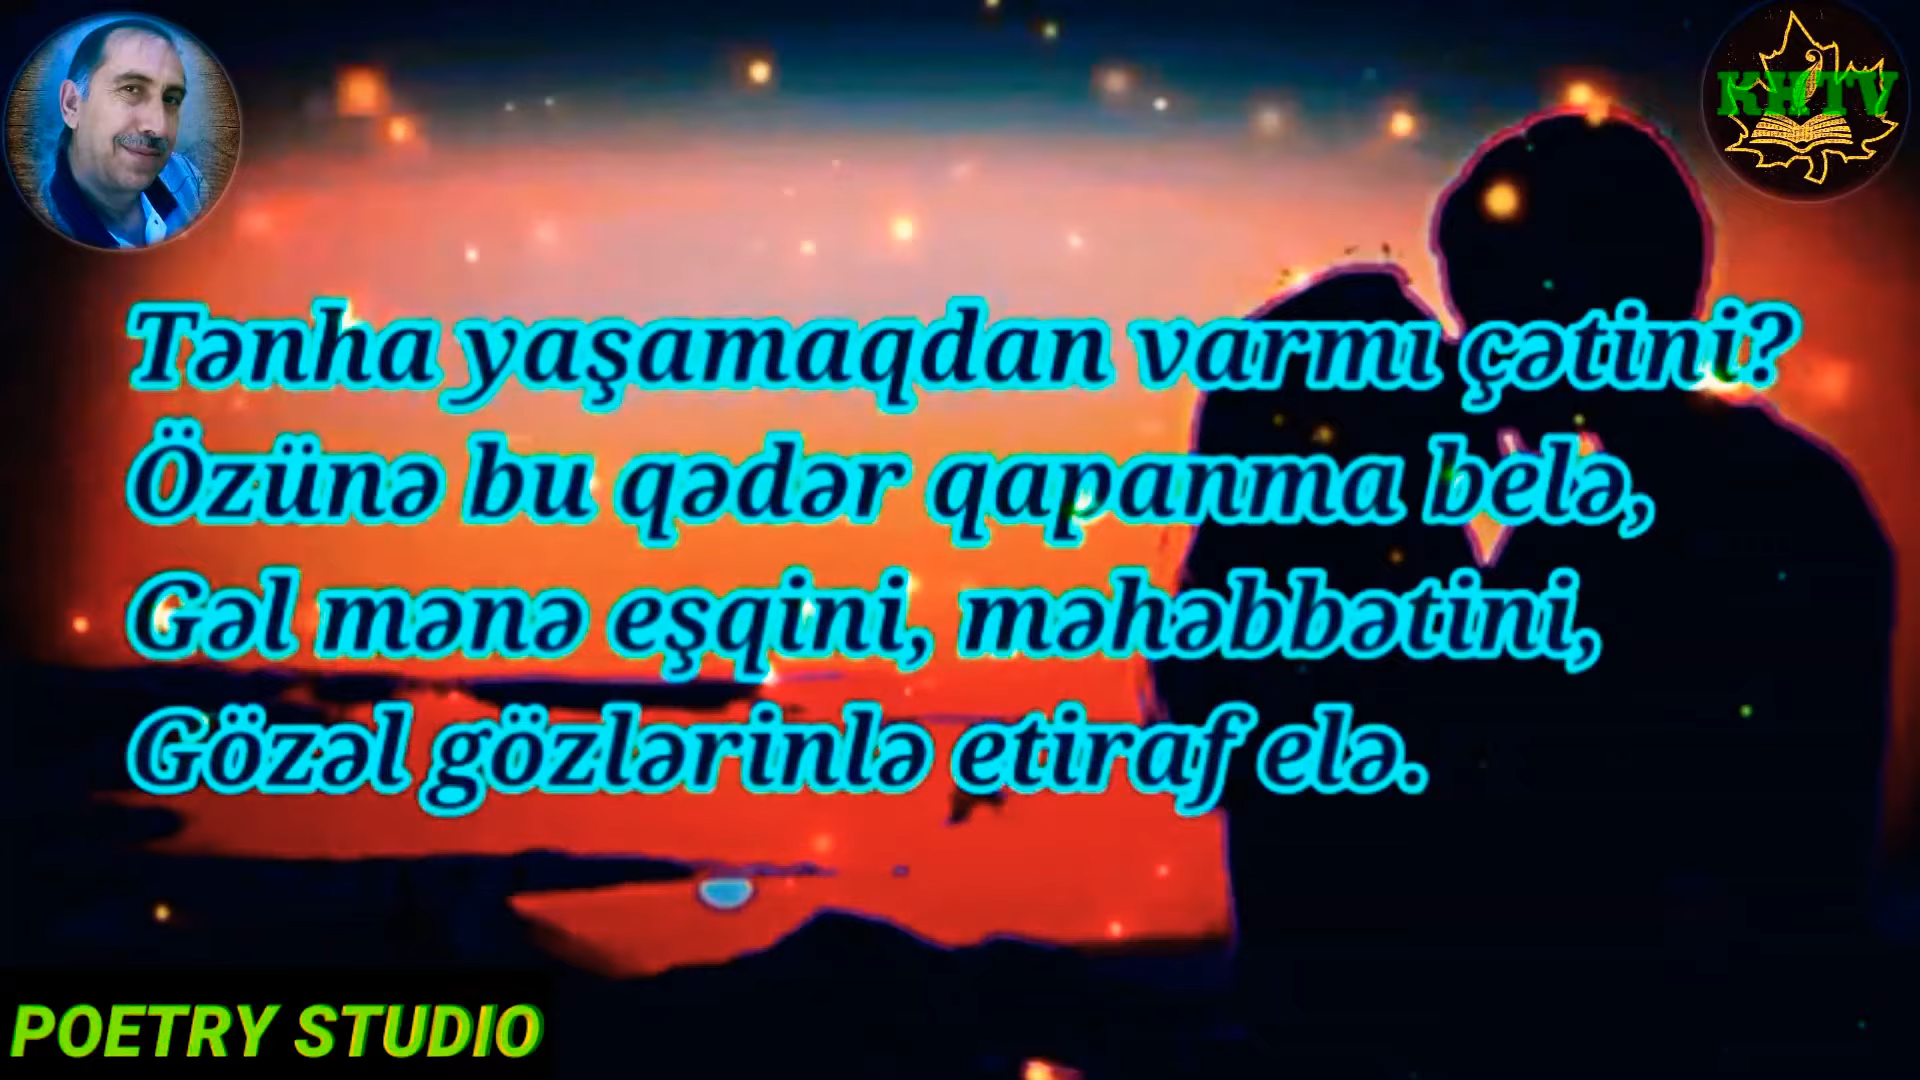 KHTV
Tənha yaşamaqdan varmı çətini?
Özünə bu qədər qapanma belə,
Gəl mənə eşqini, məhəbbətini,
Gözəl gözlərinlə etiraf elə.
POETRY STUDIO